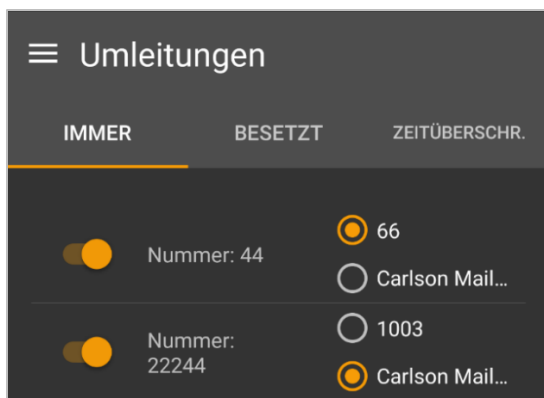 Umleitungen
IMMER BESETZT ZEITÜBERSCHR.
66
Nummer: 44
Carlson Mail...
1003
Nummer:
22244
Carlson Mail...